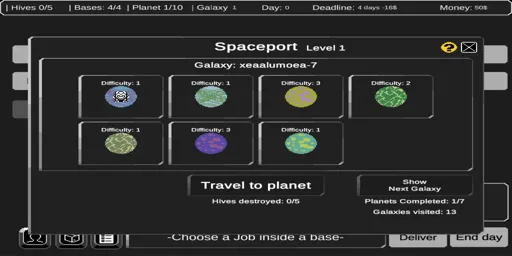 | Hives 0/5 | Bases: 4/4 | Planet 1/10 | Galaxy 1 Day: 0 Deadline: 4 days -16$ Money: 50$
Spaceport Level 1
?
Galaxy: xeaalumoea-7
Difficulty: 1 Difficulty: 1 Difficulty: 3 Difficulty: 2
Difficulty: 1 Difficulty: 3 Difficulty: 1
Travel to planet
Show
Next Galaxy
Hives destroyed: 0/5
Planets Completed: 1/7
Galaxies visited: 13
-Choose a Job inside a base-
Deliver
End day